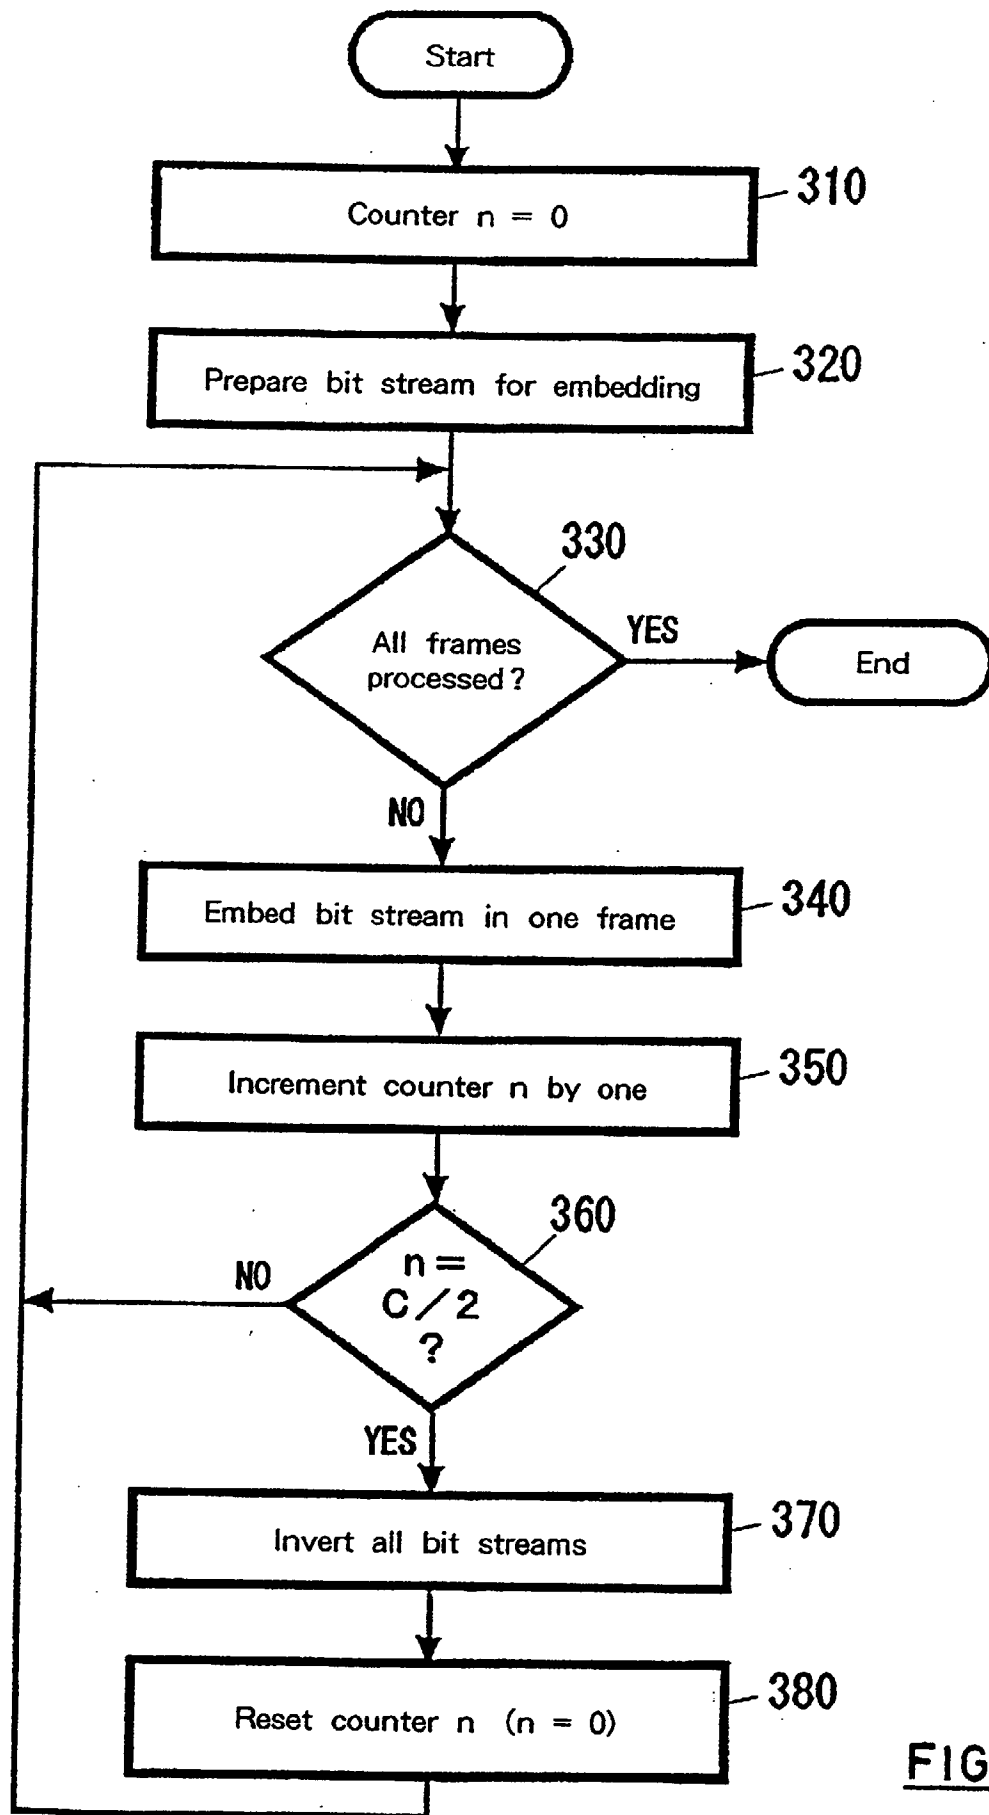 Start
310
Counter n = 0
320
Prepare bit stream for embedding
330
All frames
processed?
YES
End
NO
340
Embed bit stream in one frame
350
Increment counter n by one
360
n =
C/2
?
NO
YES
370
Invert all bit streams
380
Reset counter n (n = 0)
FIG